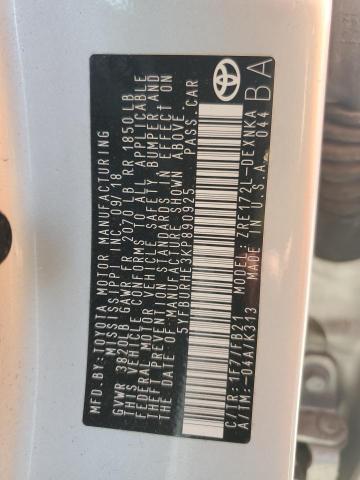 MFD.BY:TOYOTA MOTOR MANUFACTURING
MISSISSIPPI, INC. 09/18
GVWR 3820LB GAWR FR 2070 LB RR 1850 LB
THIS VEHICLE CONFORMS TO ALL APPLICABLE
FEDERAL MOTOR VEHICLE SAFETY, BUMPER AND
THEFT PREVENTION STANDARDS IN EFFECT ON
THE DATE OF MANUFACTURE SHOWN ABOVE.
5YFBURHE3KP890925 PASS.CAR
C/TR:1F7/FB21 MODEL:ZRE172L-DEXNKA
A/TM:-04A/K313 MADE IN U.S.A. 044
BA